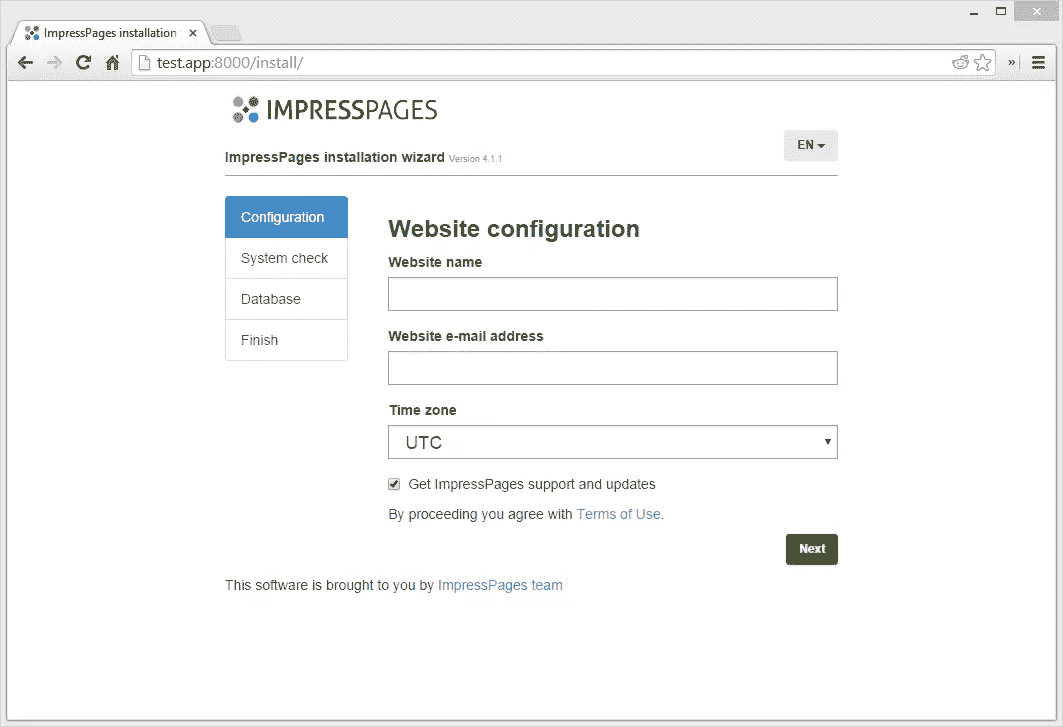 ImpressPages installation
test.app:8000/install/
IMPRESSPAGES
ImpressPages installation wizard Version 4.1.1
EN
Configuration
System check
Database
Finish
Website configuration
Website name
Website e-mail address
Time zone
UTC
Get ImpressPages support and updates
By proceeding you agree with Terms of Use.
Next
This software is brought to you by ImpressPages team